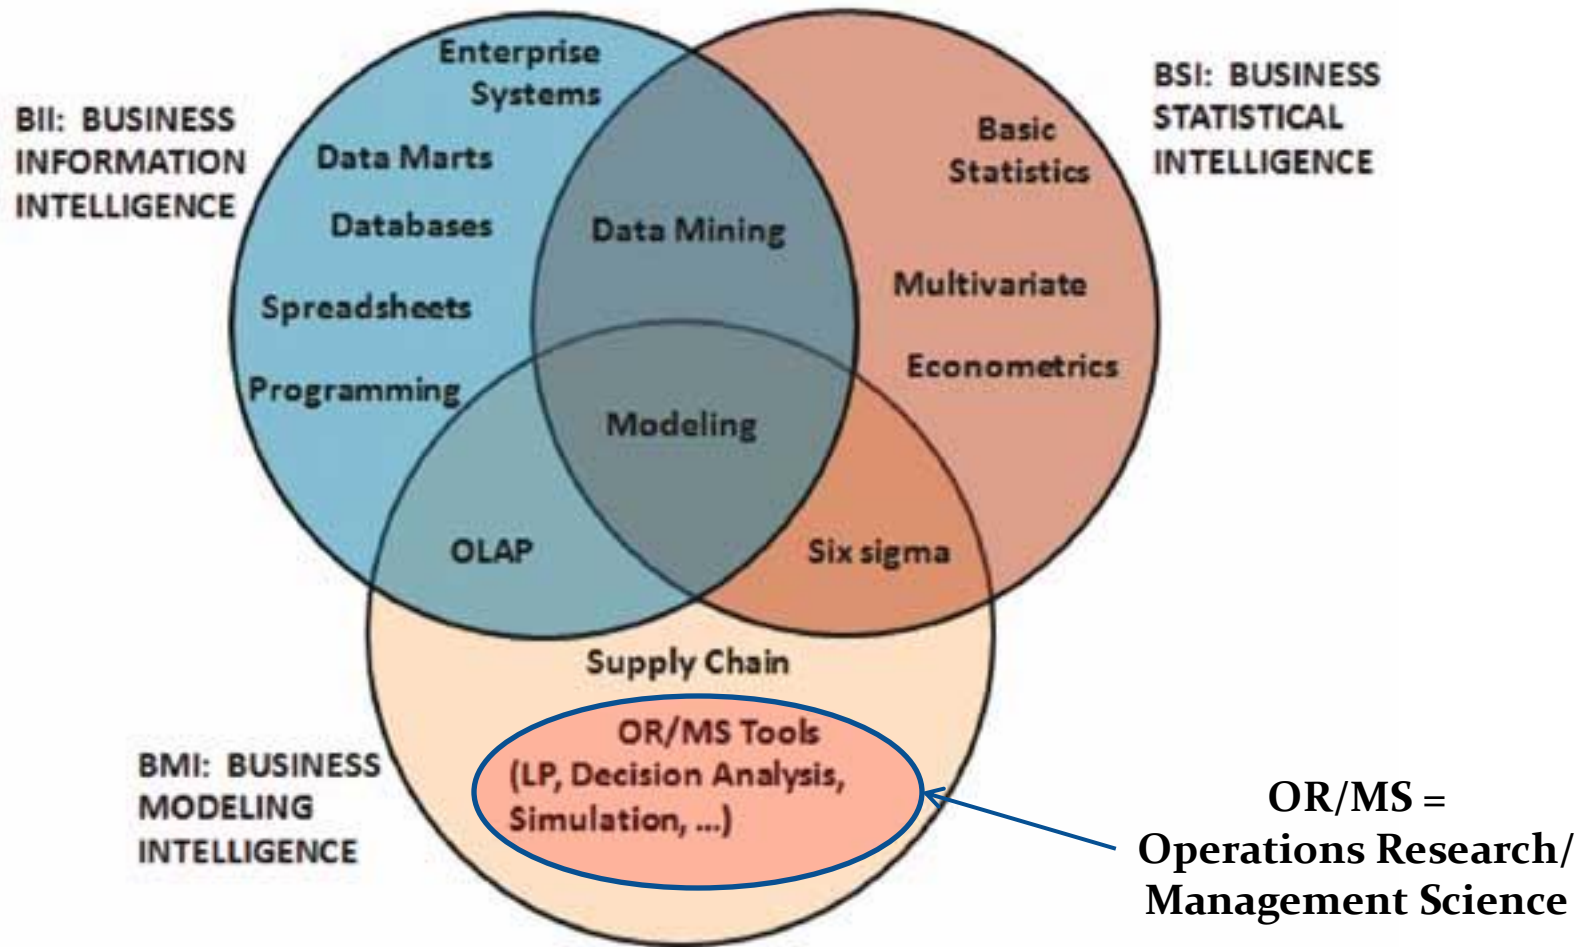 BII: BUSINESS
INFORMATION
INTELLIGENCE
Enterprise
Systems
Data Marts
Databases
Spreadsheets
Programming
Data Mining
BSI: BUSINESS
STATISTICAL
INTELLIGENCE
Basic
Statistics
Multivariate
Econometrics
Modeling
OLAP
Six sigma
Supply Chain
OR/MS Tools
(LP, Decision Analysis,
Simulation, ...)
BMI: BUSINESS
MODELING
INTELLIGENCE
OR/MS =
Operations Research/
Management Science